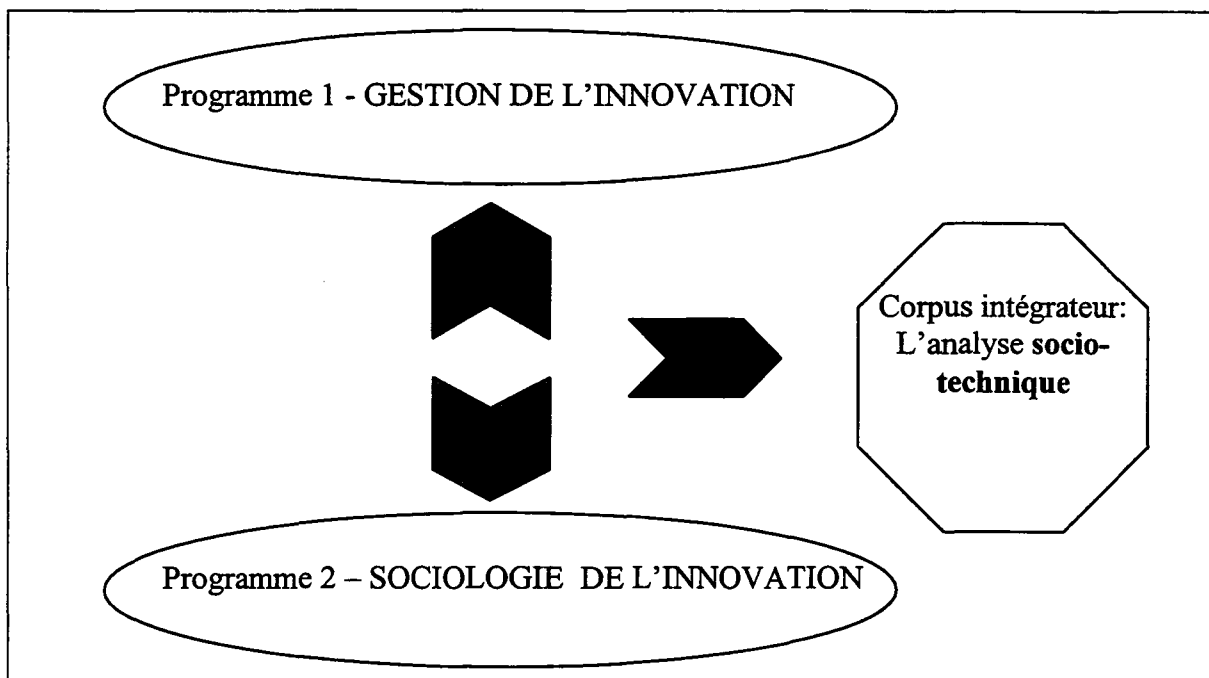 Programme 1 - GESTION DE L'INNOVATION
Corpus intégrateur:
L'analyse socio-
technique
Programme 2 – SOCIOLOGIE DE L'INNOVATION